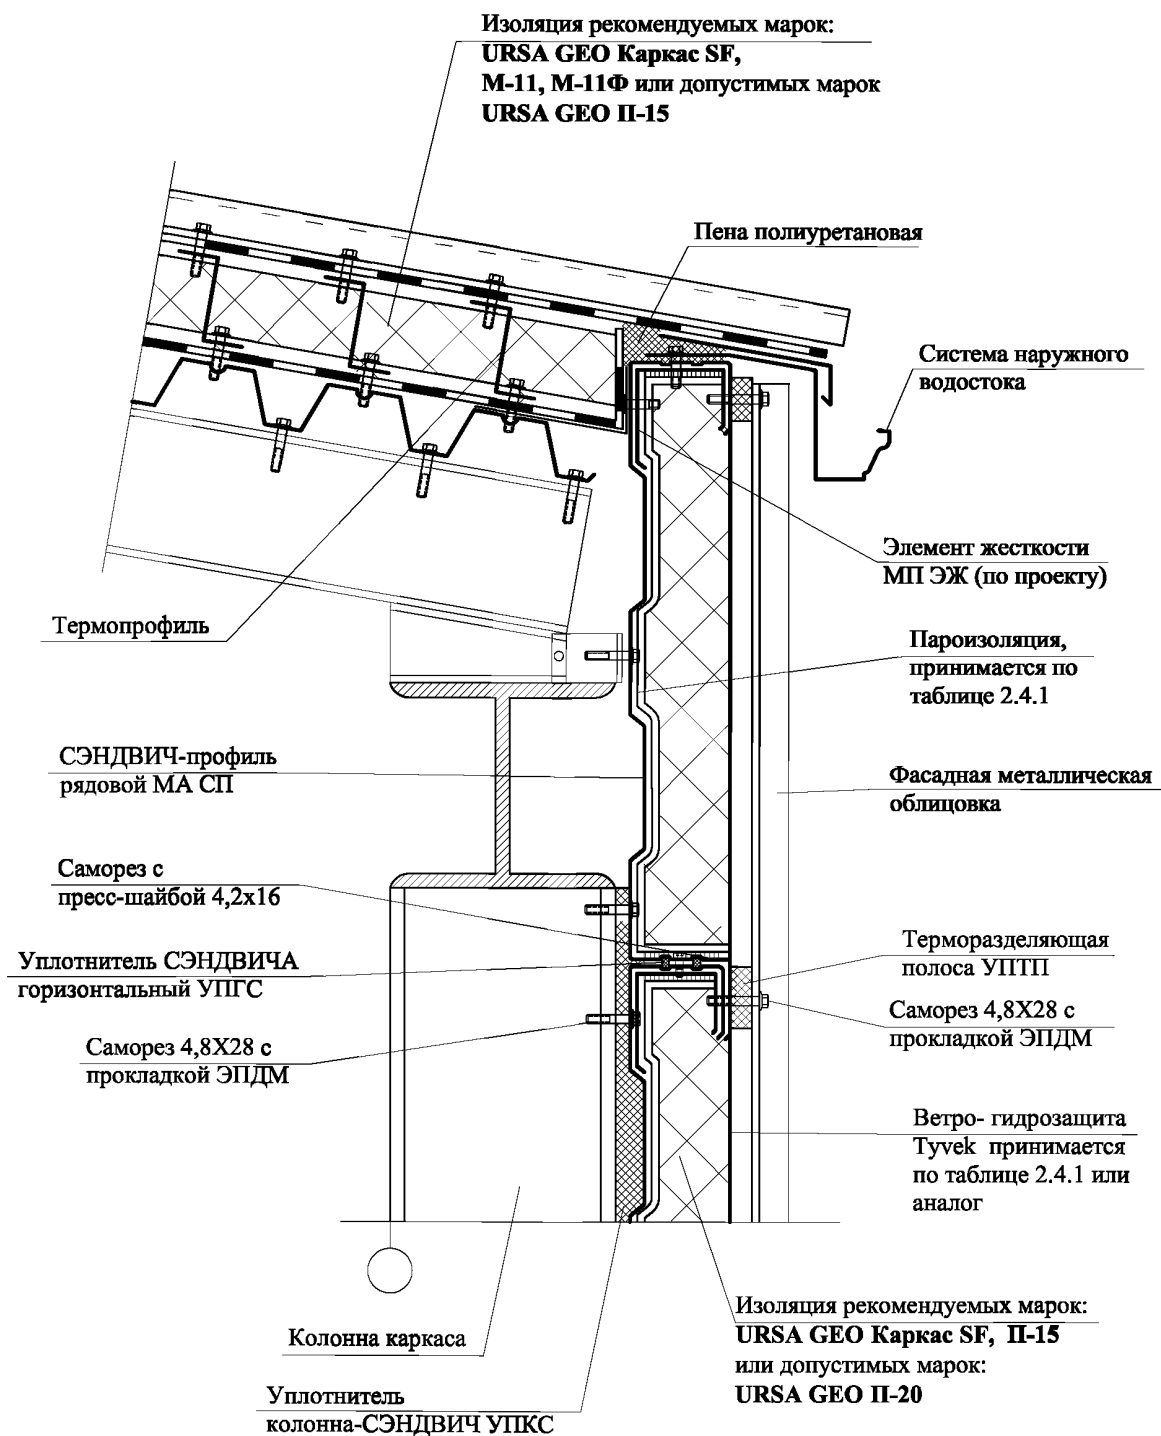 Изоляция рекомендуемых марок:
URSA GEO Каркас SF,
М-11, М-11Ф или допустимых марок
URSA GEO П-15
Пена полиуретановая
Система наружного
водостока
Элемент жесткости
МП ЭЖ (по проекту)
Термопрофиль
Пароизоляция,
принимается по
таблице 2.4.1
СЭНДВИЧ-профиль
рядовой МА СП
Фасадная металлическая
облицовка
Саморез с
пресс-шайбой 4,2х16
Уплотнитель СЭНДВИЧА
горизонтальный УПГС
Терморазделяющая
полоса УПТП
Саморез 4,8Х28 с
прокладкой ЭПДМ
Саморез 4,8Х28 с
прокладкой ЭПДМ
Ветро- гидрозащита
Tyvek принимается
по таблице 2.4.1 или
аналог
Изоляция рекомендуемых марок:
URSA GEO Каркас SF, П-15
или допустимых марок:
URSA GEO П-20
Колонна каркаса
Уплотнитель
колонна-СЭНДВИЧ УПКС